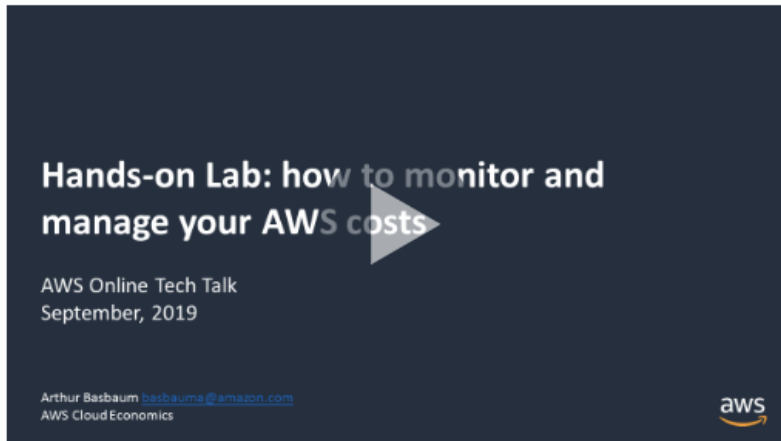 Hands-on Lab: how to monitor and
manage your AWS costs
AWS Online Tech Talk
September, 2019
Arthur Basbaum basbauma@amazon.com
AWS Cloud Economics
aws